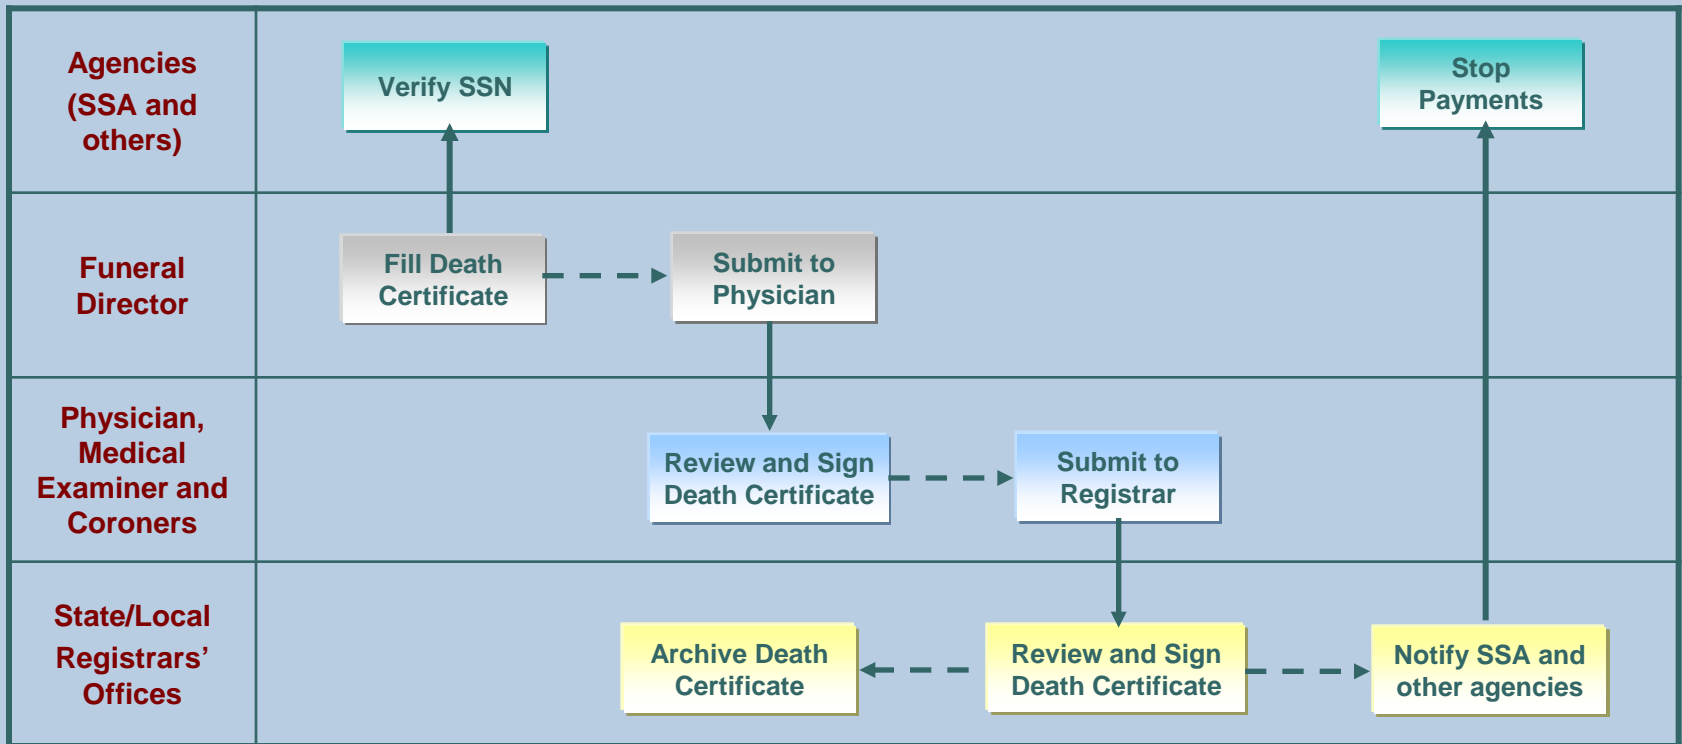 Agencies
(SSA and
others)
Verify SSN
Stop
Payments
Funeral
Director
Fill Death
Certificate
Submit to
Physician
Physician,
Medical
Examiner and
Coroners
Review and Sign
Death Certificate
Submit to
Registrar
State/Local
Registrars’
Offices
Archive Death
Certificate
Review and Sign
Death Certificate
Notify SSA and
other agencies